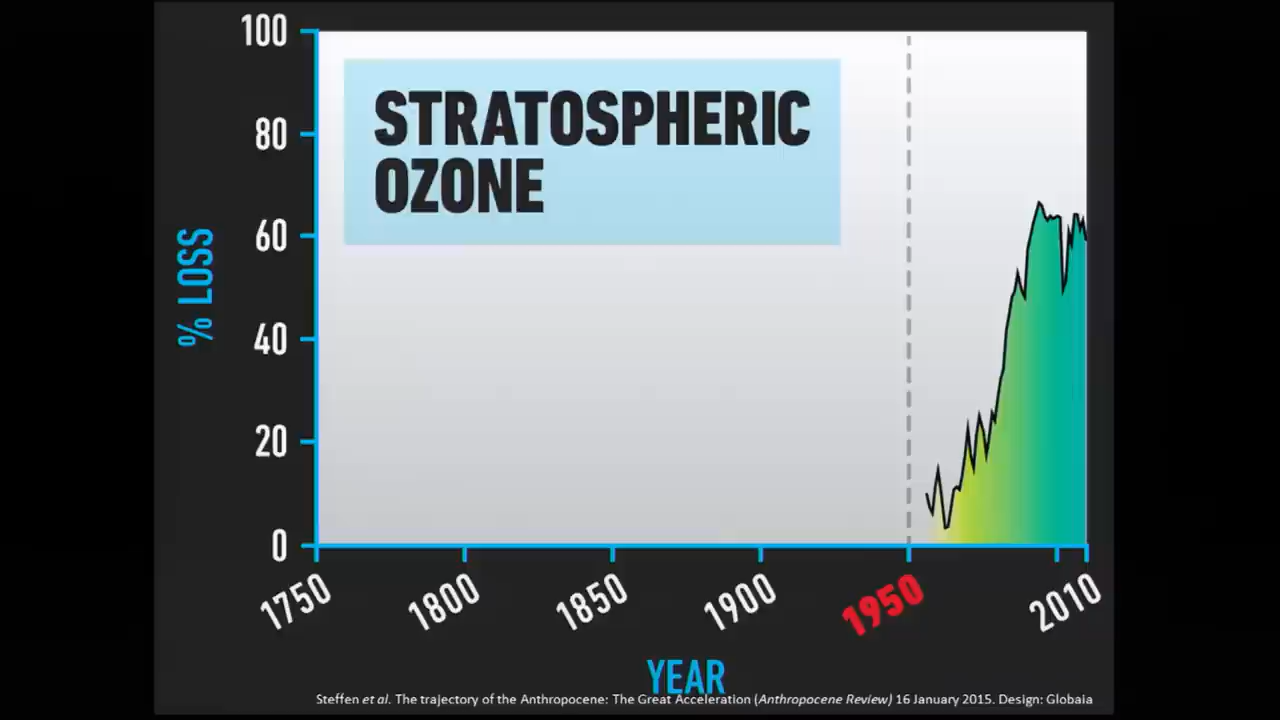 100
STRATOSPHERIC
OZONE
80
60
% LOSS
40
20
0
1750
1800
1850
1900
1950
2010
YEAR
Steffen et al. The trajectory of the Anthropocene: The Great Acceleration (Anthropocene Review) 16 January 2015. Design: Globaia